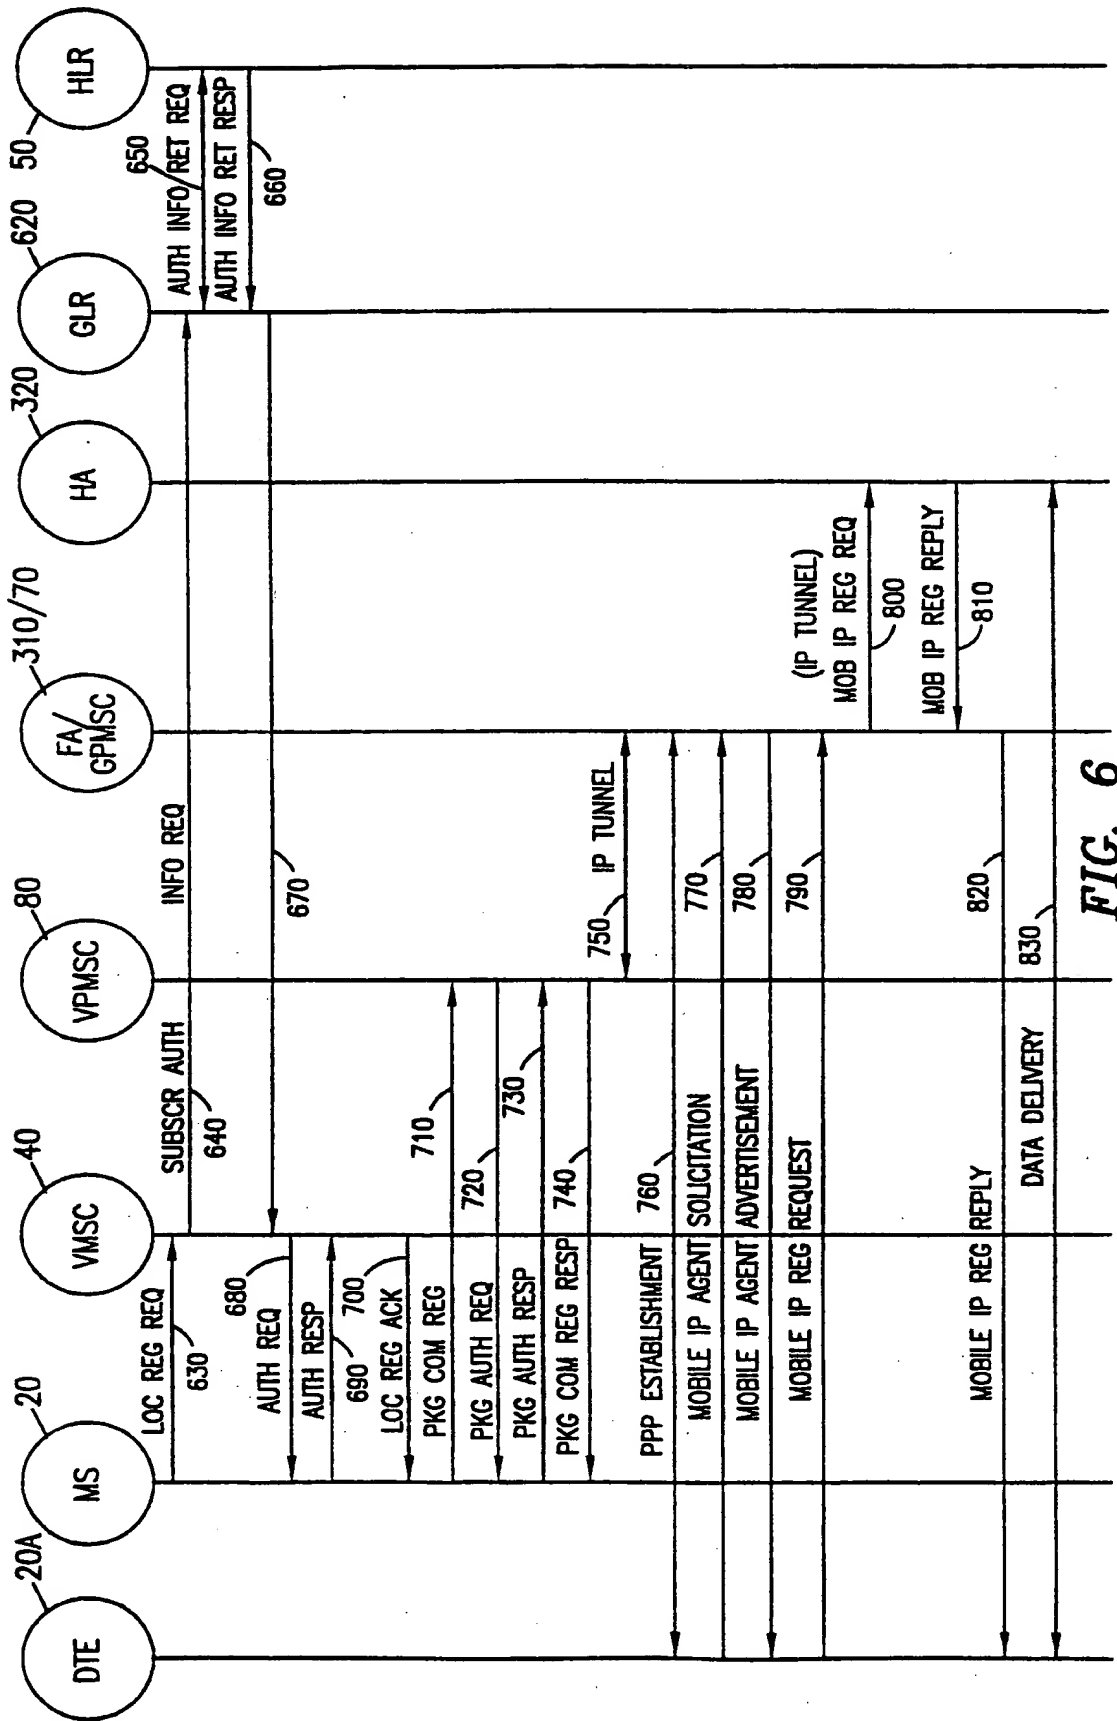 DTE
20A
MS
20
VMSC
40
VPMSC
80
FA/
GPMSC
310/70
HA
320
GLR
620
HLR
50
LOC REG REQ
630
SUBSCR AUTH
INFO REQ
640
AUTH INFO RET REQ
650
AUTH INFO RET RESP
660
670
680
AUTH REQ
AUTH RESP
690
700
LOC REG ACK
PKG COM REG
710
PKG AUTH REQ
720
PKG AUTH RESP
730
PKG COM REG RESP
740
750
IP TUNNEL
PPP ESTABLISHMENT
760
MOBILE IP AGENT SOLICITATION
770
MOBILE IP AGENT ADVERTISEMENT
780
MOBILE IP REG REQUEST
790
(IP TUNNEL)
MOB IP REG REQ
800
MOB IP REG REPLY
810
MOBILE IP REG REPLY
820
DATA DELIVERY
830
FIG. 6